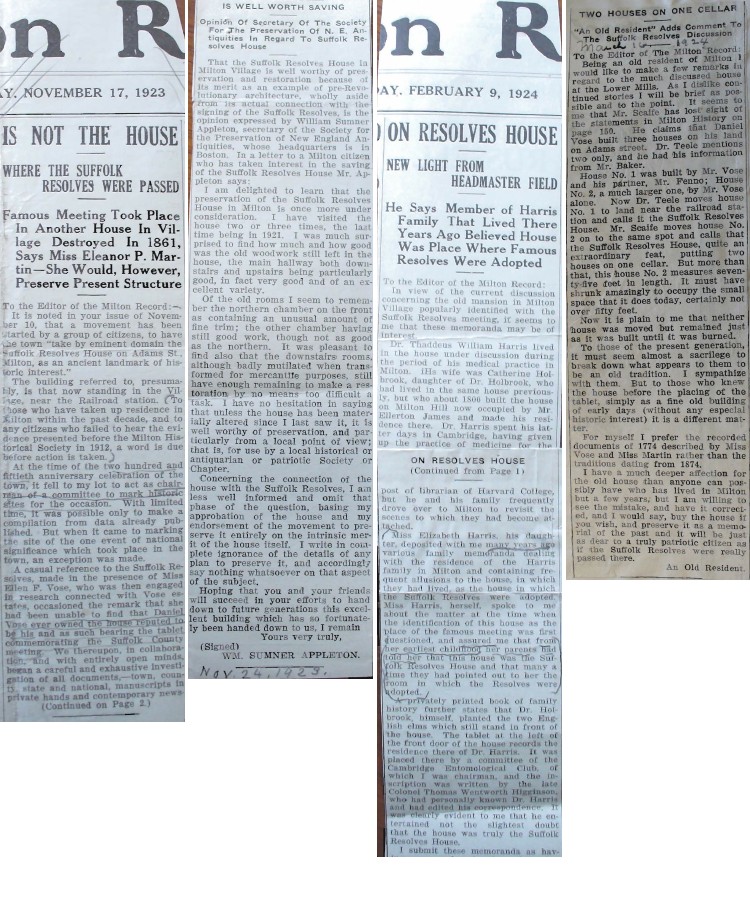 on R
AY. NOVEMBER 17, 1923
IS NOT THE HOUSE
WHERE THE SUFFOLK
RESOLVES WERE PASSED
Famous Meeting Took Place
In Another House In Vil-
lage Destroyed In 1861,
Says Miss Eleanor P. Mar-
tin—She Would, However,
Preserve Present Structure
To the Editor of the Milton Record:—
It is noted in your issue of Novem-
ber 10, that a movement has been
started by a group of citizens, to have
the town "take by eminent domain the
Suffolk Resolves House on Adams St.,
Milton, as an ancient landmark of his-
toric interest."
The building referred to, presuma-
bly, is that now standing in the Vil-
lage, near the Railroad station. (To
those who have taken up residence in
Milton within the past decade, and to
any citizens who failed to hear the evi-
dence presented before the Milton His-
torical Society in 1912, a word is due
before action is taken.)
At the time of the two hundred and
fiftieth anniversary celebration of the
town, it fell to my lot to act as chair-
man of a committee to mark historic
sites for the occasion. With limited
time, it was possible only to make a
compilation from data already pub-
lished. But when it came to marking
the site of the one event of national
significance which took place in the
town, an exception was made.
A casual reference to the Suffolk Re-
solves, made in the presence of Miss
Ellen F. Vose, who was then engaged
in research connected with Vose es-
tates, occasioned the remark that she
had been unable to find that Daniel
Vose ever owned the house reputed to
be his and as such bearing the tablet
commemorating the Suffolk County
meeting. We thereupon, in collabora-
tion, and with entirely open minds,
began a careful and exhaustive investi-
gation of all documents,—town, coun-
ty, state and national, manuscripts in
private hands and contemporary news-
(Continued on Page 2.)
IS WELL WORTH SAVING
Opinion Of Secretary Of The Society
For The Preservation Of N. E. An-
tiquities In Regard To Suffolk Re-
solves House
That the Suffolk Resolves House in
Milton Village is well worthy of preser-
vation and restoration because of
its merit as an example of pre-Revo-
lutionary architecture, wholly aside
from its actual connection with the
signing of the Suffolk Resolves, is the
opinion expressed by William Sumner
Appleton, secretary of the Society for
the Preservation of New England An-
tiquities, whose headquarters is in
Boston. In a letter to a Milton citizen
who has taken interest in the saving
of the Suffolk Resolves House Mr. Ap-
pleton says:
I am delighted to learn that the
preservation of the Suffolk Resolves
House in Milton is once more under
consideration. I have visited the
house two or three times, the last
time being in 1921. I was much sur-
prised to find how much and how good
was the old woodwork still left in the
house, the main hallway both down-
stairs and upstairs being particularly
good, in fact very good and of an ex-
cellent variety.
Of the old rooms I seem to remem-
ber the northern chamber on the front
as containing an unusual amount of
fine trim; the other chamber having
still good work, though not as good
as the northern. It was pleasant to
find also that the downstairs rooms,
although badly mutilated when trans-
formed for mercantile purposes, still
have enough remaining to make a res-
toration by no means too difficult a
task. I have no hesitation in saying
that unless the house has been mater-
ially altered since I last saw it, it is
well worthy of preservation, and par-
ticularly from a local point of view;
that is, for use by a local historical or
antiquarian or patriotic Society or
Chapter.
Concerning the connection of the
house with the Suffolk Resolves, I am
less well informed and omit that
phase of the question, basing my
approbation of the house and my
endorsement of the movement to pre-
serve it entirely on the intrinsic mer-
it of the house itself. I write in com-
plete ignorance of the details of any
plan to preserve it, and accordingly
say nothing whatsoever on that aspect
of the subject.
Hoping that you and your friends
will succeed in your efforts to hand
down to future generations this excel-
lent building which has so fortunate-
ly been handed down to us, I remain
Yours very truly,
(Signed)
WM. SUMNER APPLETON.
Nov. 24, 1923.
on R
AY. FEBRUARY 9, 1924
ON RESOLVES HOUSE
NEW LIGHT FROM
HEADMASTER FIELD
He Says Member of Harris
Family That Lived There
Years Ago Believed House
Was Place Where Famous
Resolves Were Adopted
To the Editor of the Milton Record:
In view of the current discussion
concerning the old mansion in Milton
Village popularly identified with the
Suffolk Resolves meeting, it seems to
me that these memoranda may be of
interest.
Dr. Thaddeus William Harris lived
in the house under discussion during
the period of his medical practice in
Milton. (His wife was Catherine Hol-
brook, daughter of Dr. Holbrook, who
had lived in the same house previous-
ly, but who about 1800 built the house
on Milton Hill now occupied by Mr.
Hillerton James and made his resi-
dence there. Dr. Harris spent his lat-
ter days in Cambridge, having given
up the practice of medicine for the
ON RESOLVES HOUSE
(Continued from Page 1)
post of librarian of Harvard College,
but he and his family frequently
drove over to Milton to revisit the
scenes to which they had become at-
tached.
Miss Elizabeth Harris, his daugh-
ter, deposited with me many years ago
various family memoranda dealing
with the residence of the Harris
Family in Milton and containing fre-
quent allusions to the house, in which
they had lived, as the house in which
the Suffolk Resolves were adopted.
Miss Harris, herself, spoke to me
about the matter at the time when
the identification of this house as the
place of the famous meeting was first
questioned, and assured me that from
her earliest childhood her parents had
told her that this house was the Suf-
folk Resolves House and that many a
time they had pointed out to her the
room in which the Resolves were
adopted.
A privately printed book of family
history further states that Dr. Hol-
brook, himself, planted the two Eng-
lish elms which still stand in front of
the house. The tablet at the left of
the front door of the house records the
residence there of Dr. Harris. It was
placed there by a committee of the
Cambridge Entomological Club, of
which I was chairman, and the in-
scription was written by the late
Colonel Thomas Wentworth Higginson,
who had personally known Dr. Harris
and had edited his correspondence. It
was clearly evident to me that he en-
tertained not the slightest doubt
that the house was truly the Suffolk
Resolves House.
I submit these memoranda as hav-
TWO HOUSES ON ONE CELLAR
"An Old Resident" Adds Comment To
The Suffolk Resolves Discussion
March 1924
To the Editor of The Milton Record:
Being an old resident of Milton I
would like to make a few remarks in
regard to the much discussed house
at the Lower Mills. As I dislike con-
tinued stories I will be brief as pos-
sible and to the point. It seems to
me that Mr. Scaife has lost sight of
the statements in Milton History on
page 150. He claims that Daniel
Vose built three houses on his land
on Adams street. Dr. Teele mentions
two only, and he had his information
from Mr. Baker.
House No. 1 was built by Mr. Vose
and his partner, Mr. Fenno; House
No. 2, a much larger one, by Mr. Vose
alone. Now Dr. Teele moves house
No. 1 to land near the railroad sta-
tion and calls it the Suffolk Resolves
House. Mr. Scaife moves house No.
2 on to the same spot and calls that
the Suffolk Resolves House, quite an
extraordinary feat, putting two
houses on one cellar. But more than
that, this house No. 2 measures seven-
ty-five feet in length. It must have
shrunk amazingly to occupy the small
space that it does today, certainly not
over fifty feet.
Now it is plain to me that neither
house was moved but remained just
as it was built until it was burned.
To those of the present generation,
it must seem almost a sacrilege to
break down what appears to them to
be an old tradition. I sympathize
with them. But to those who knew
the house before the placing of the
tablet, simply as a fine old building
of early days (without any especial
historic interest) it is a different mat-
ter.
For myself I prefer the recorded
documents of 1774 described by Miss
Vose and Miss Martin rather than the
traditions dating from 1874.
I have a much deeper affection for
the old house than anyone can pos-
sibly have who has lived in Milton
but a few years, but I am willing to
see the mistake, and have it correct-
ed, and I would say, buy the house if
you wish, and preserve it as a memo-
rial of the past and it will be just
as dear to a truly patriotic citizen as
if the Suffolk Resolves were really
passed there.
An Old Resident.